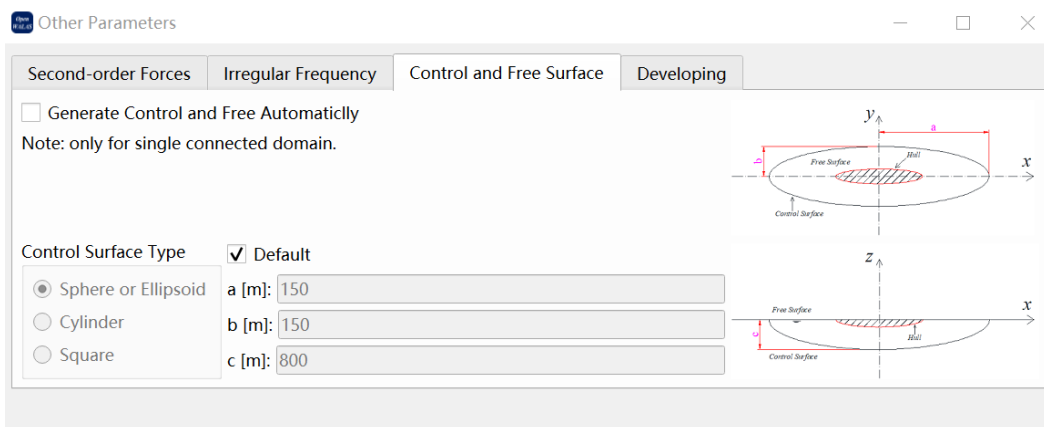 Open
WALAS
Other Parameters
Second-order Forces
Irregular Frequency
Control and Free Surface
Developing
Generate Control and Free Automaticlly
Note: only for single connected domain.
y
a
b
Free Surface
Hull
x
Control Surface
Control Surface Type
Default
Sphere or Ellipsoid
Cylinder
Square
a [m]: 150
b [m]: 150
c [m]: 800
z
x
Free Surface
c
Hull
Control Surface